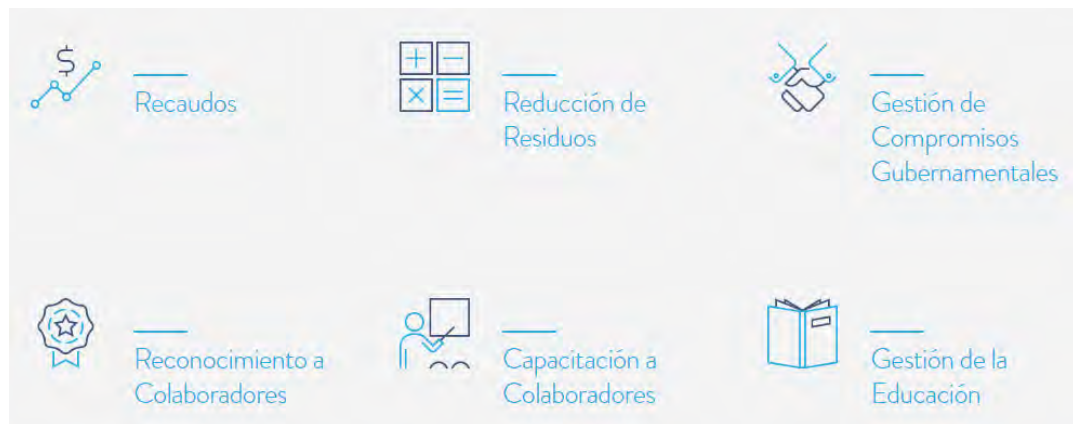 Recaudos
Reducción de
Residuos
Gestión de
Compromisos
Gubernamentales
Reconocimiento a
Colaboradores
Capacitación a
Colaboradores
Gestión de la
Educación